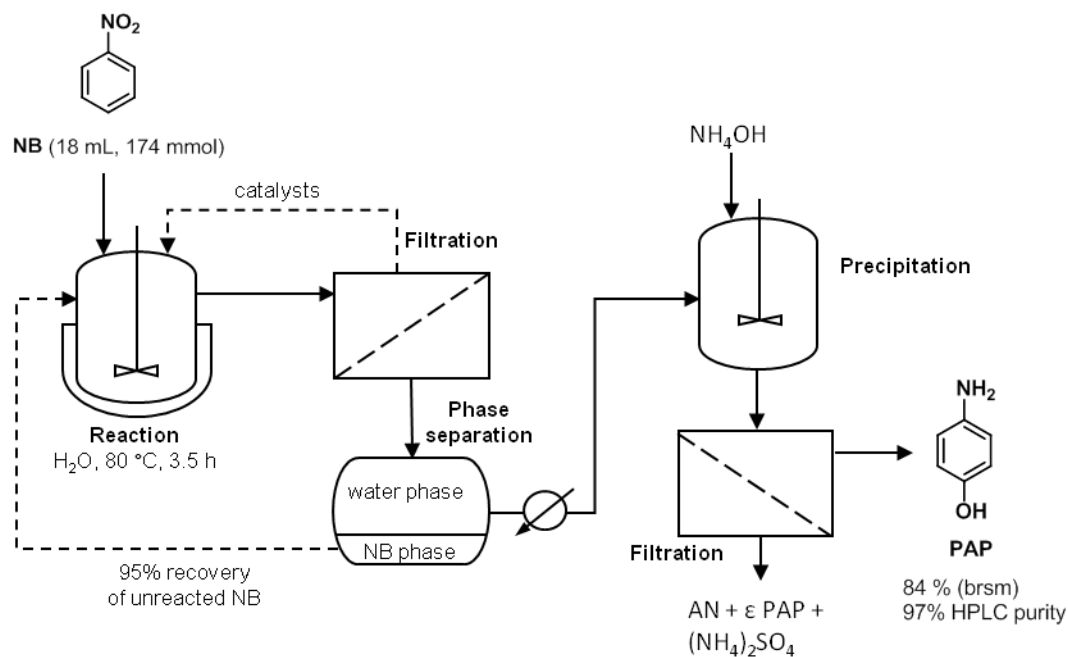 NO₂
NB (18 mL, 174 mmol)
catalysts
Filtration
Reaction
H₂O, 80 °C, 3.5 h
Phase
separation
water phase
NB phase
95% recovery
of unreacted NB
NH₄OH
Precipitation
Filtration
AN + ε PAP +
(NH₄)₂SO₄
NH₂
OH
PAP
84 % (brsm)
97% HPLC purity